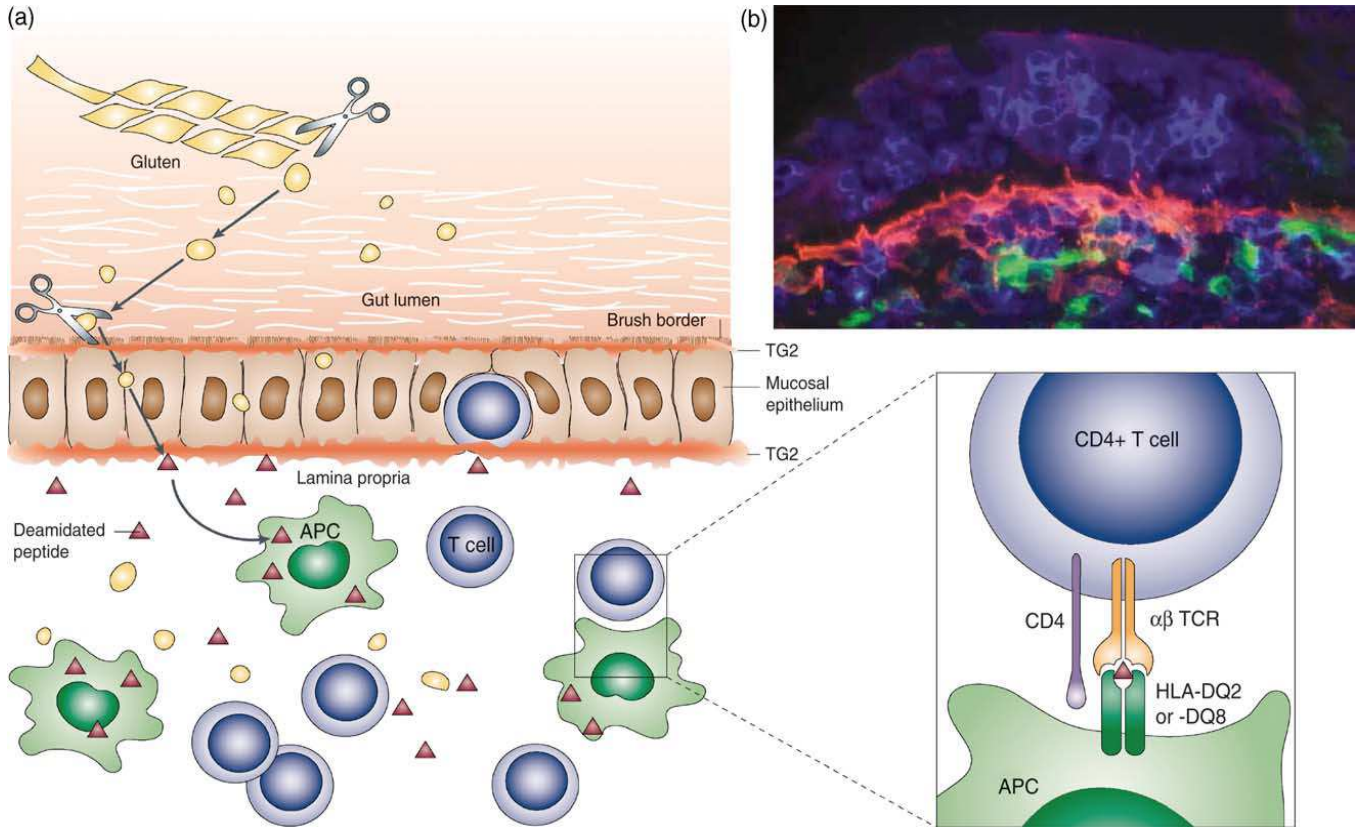 (a)
(b)
Gluten
Gut lumen
Brush border
TG2
Mucosal
epithelium
TG2
Lamina propria
Deamidated
peptide
APC
T cell
CD4+ T cell
CD4
αβ TCR
HLA-DQ2
or -DQ8
APC